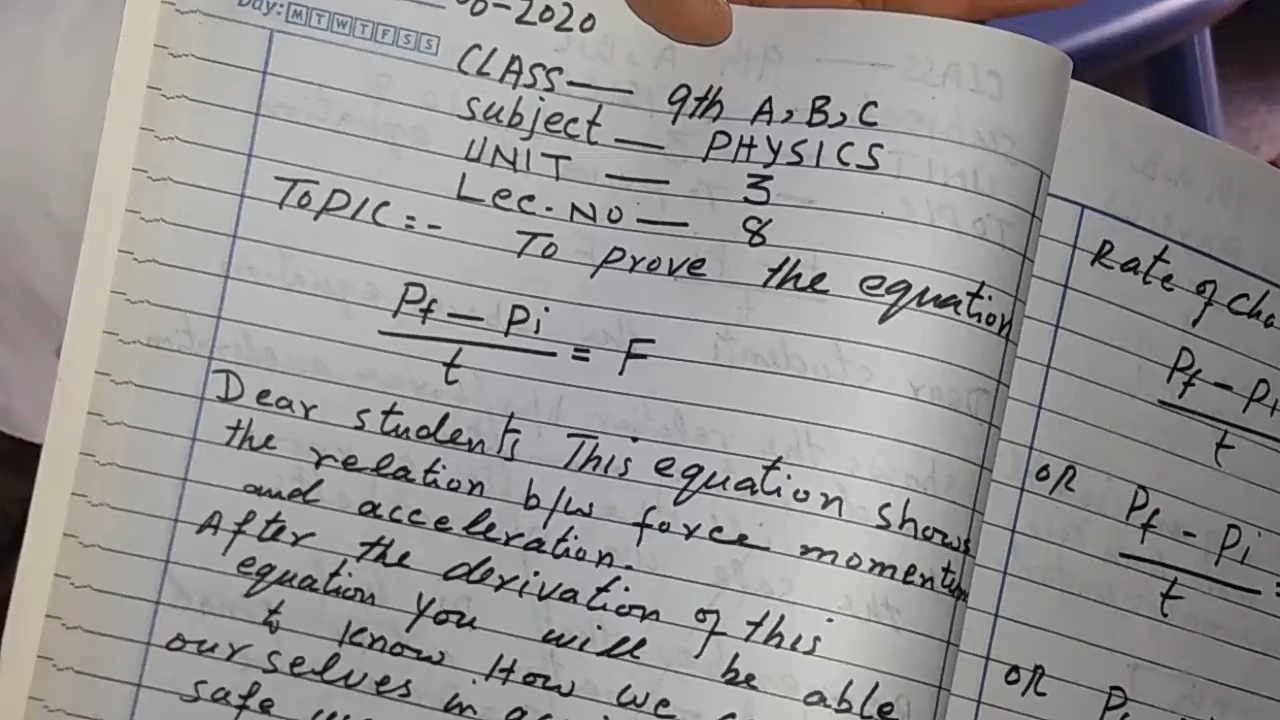 -2020
Day: M T W T F S S
CLASS — 9th A, B, C
Subject — PHYSICS
UNIT — 3
Lec. NO — 8
TOPIC:- To prove the equation
Pf - Pi
t
= F
Dear students This equation shows
the relation b/w force momentum
and acceleration.
After the derivation of this
equation you will be able
to know How we
ourselves in
safe
Rate of Cha
Pf - Pi
t
OR
Pf - Pi
t
OR